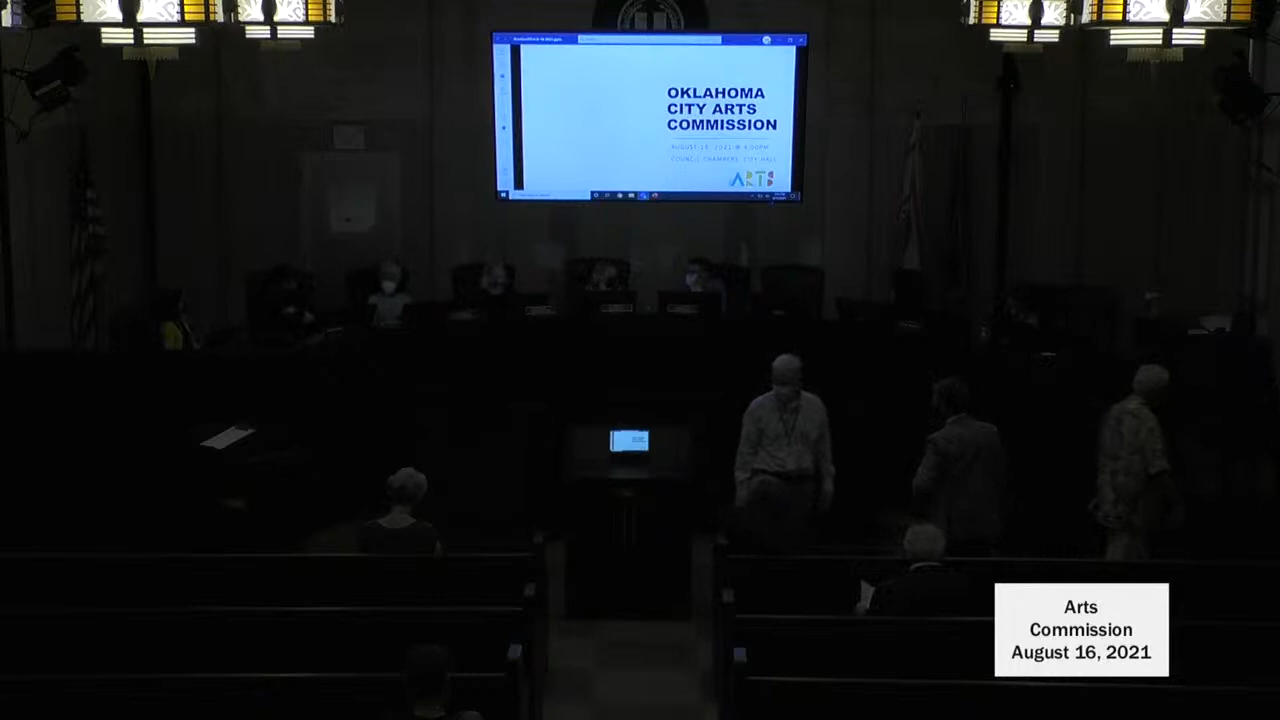 OKLAHOMA
CITY ARTS
COMMISSION
AUGUST 16, 2021 @ 4:00PM
COUNCIL CHAMBERS, CITY HALL
ARTS
Arts
Commission
August 16, 2021